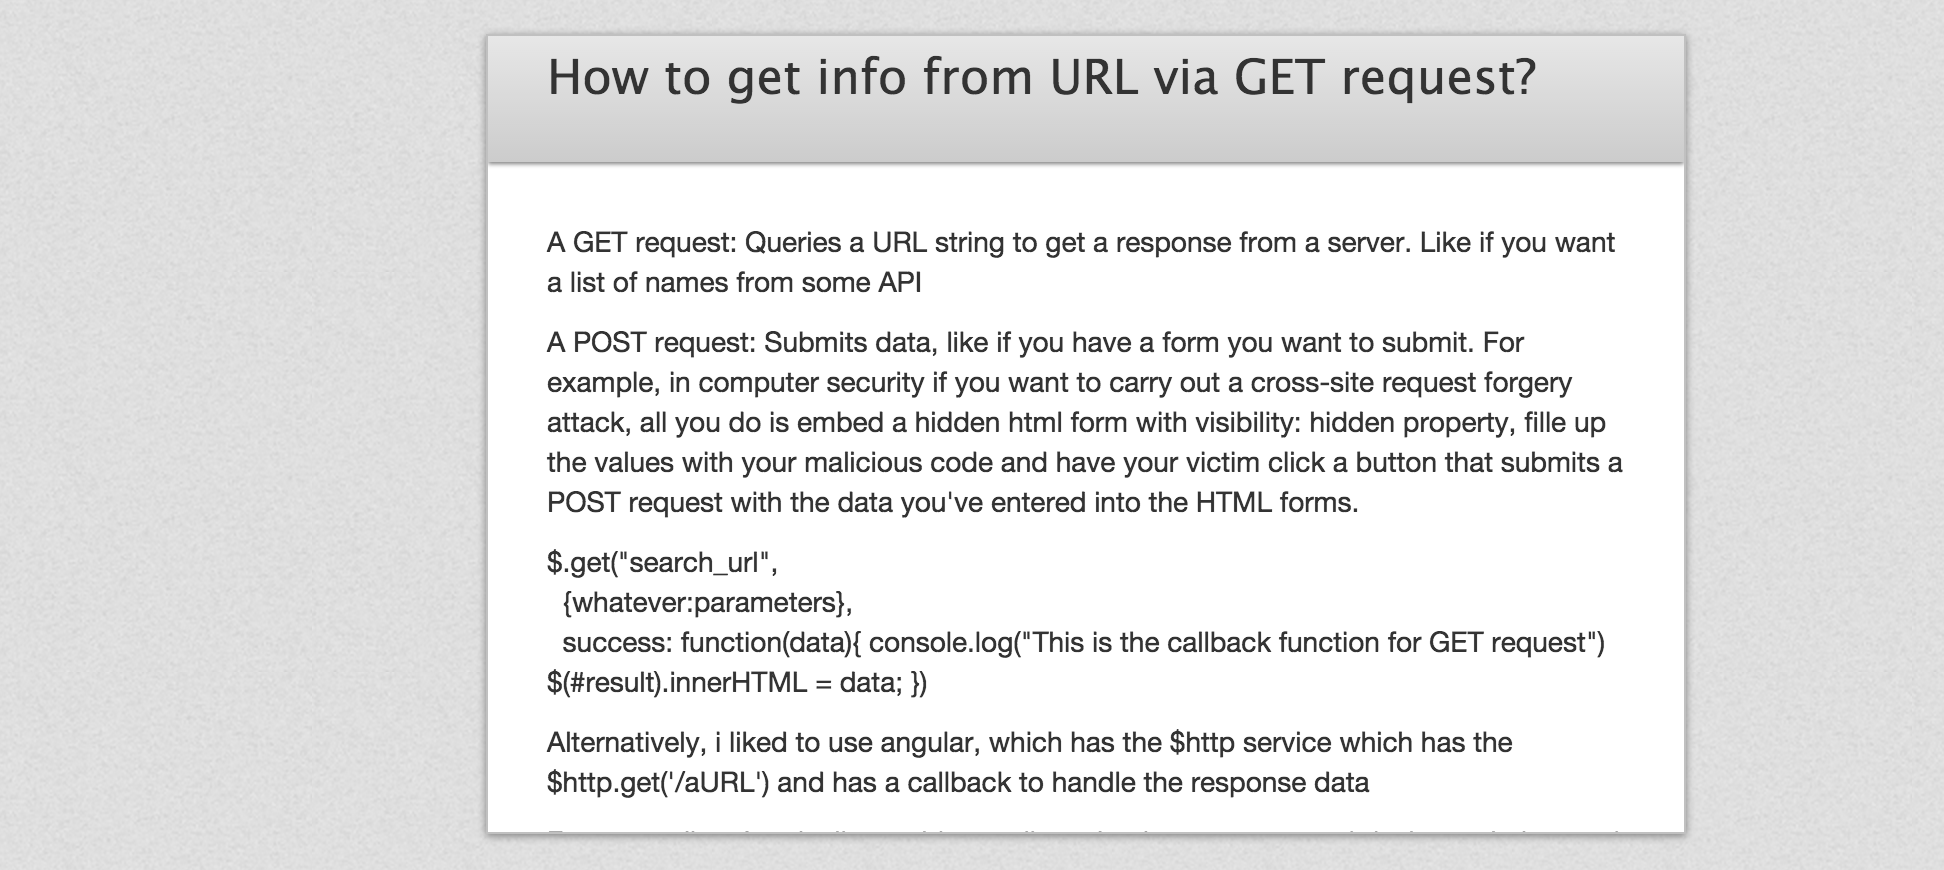 How to get info from URL via GET request?
A GET request: Queries a URL string to get a response from a server. Like if you want
a list of names from some API
A POST request: Submits data, like if you have a form you want to submit. For
example, in computer security if you want to carry out a cross-site request forgery
attack, all you do is embed a hidden html form with visibility: hidden property, fille up
the values with your malicious code and have your victim click a button that submits a
POST request with the data you've entered into the HTML forms.
$.get("search_url",
{whatever:parameters},
success: function(data){ console.log("This is the callback function for GET request")
$(#result).innerHTML = data; })
Alternatively, i liked to use angular, which has the $http service which has the
$http.get('/aURL') and has a callback to handle the response data